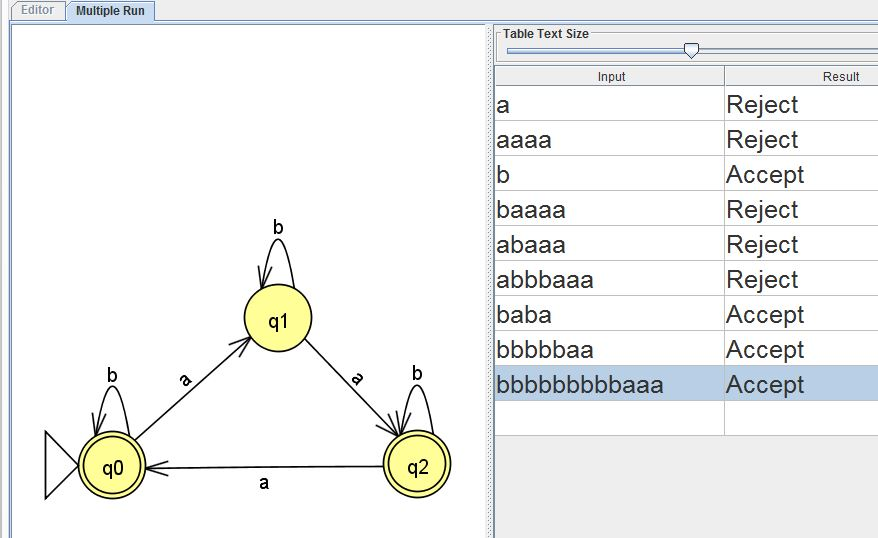 Editor
Multiple Run
Table Text Size
Input Result
a Reject
aaaa Reject
b Accept
baaaa Reject
abaaa Reject
abbbaaa Reject
baba Accept
bbbbbaa Accept
bbbbbbbbbaaa Accept
b
q1
a
a
b
b
q0
q2
a